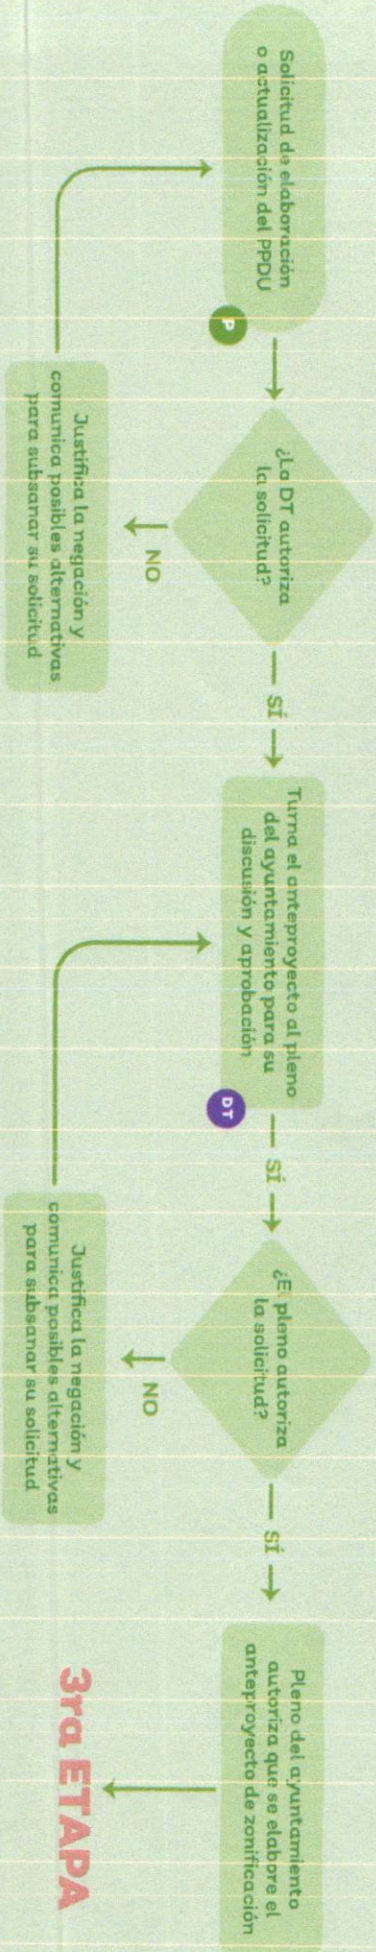 Solicitud de elaboración
o actualización del PPDU
P
¿La DT autoriza
la solicitud?
NO
Justifica la negación y
comunica posibles alternativas
para subsanar su solicitud
SÍ
Turna el anteproyecto al pleno
del ayuntamiento para su
discusión y aprobación
DT
SÍ
¿E pleno autoriza
la solicitud?
NO
Justifica la negación y
comunica posibles alternativas
para subsanar su solicitud
SÍ
Pleno del ayuntamiento
autoriza que se elabore el
anteproyecto de zonificación
3ra ETAPA